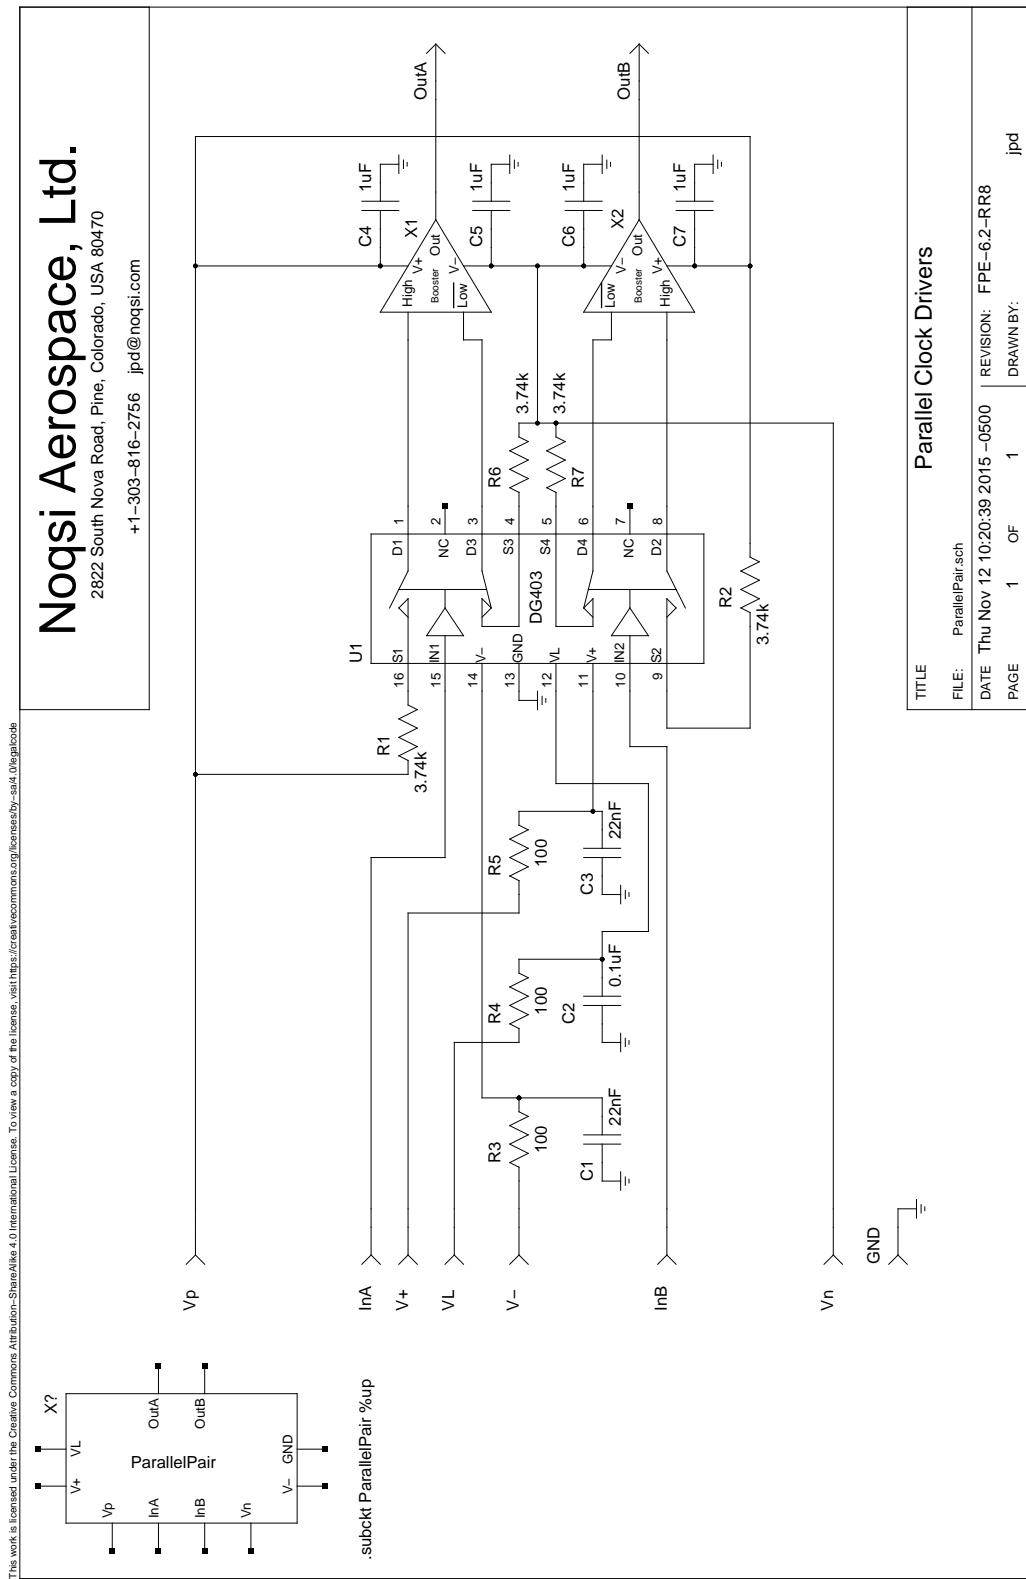 This work is licensed under the Creative Commons Attribution−ShareAlike 4.0 International License. To view a copy of the license, visit https://creativecommons.org/licenses/by−sa/4.0/legalcode
Noqsi Aerospace, Ltd.
2822 South Nova Road, Pine, Colorado, USA 80470
+1−303−816−2756 jpd@noqsi.com
X?
V+
VL
Vp
InA
InB
Vn
OutA
OutB
ParallelPair
V−
GND
.subckt ParallelPair %up
Vp
InA
V+
VL
V−
InB
Vn
GND
R3
100
C1
22nF
R4
100
C2
0.1uF
R5
100
C3
22nF
R1
3.74k
U1
16
S1
D1
1
15
IN1
NC
2
14
V−
D3
3
13
GND
S3
4
12
VL
S4
5
11
V+
D4
6
10
IN2
NC
7
9
S2
D2
8
DG403
R2
3.74k
R6
3.74k
R7
3.74k
C4
1uF
X1
High
V+
Booster
Out
Low
V−
OutA
C5
1uF
C6
1uF
X2
Low
V−
Booster
Out
High
V+
OutB
C7
1uF
TITLE
Parallel Clock Drivers
FILE: ParallelPair.sch
REVISION: FPE−6.2−RR8
DATE Thu Nov 12 10:20:39 2015 −0500
PAGE 1 OF 1
DRAWN BY: jpd